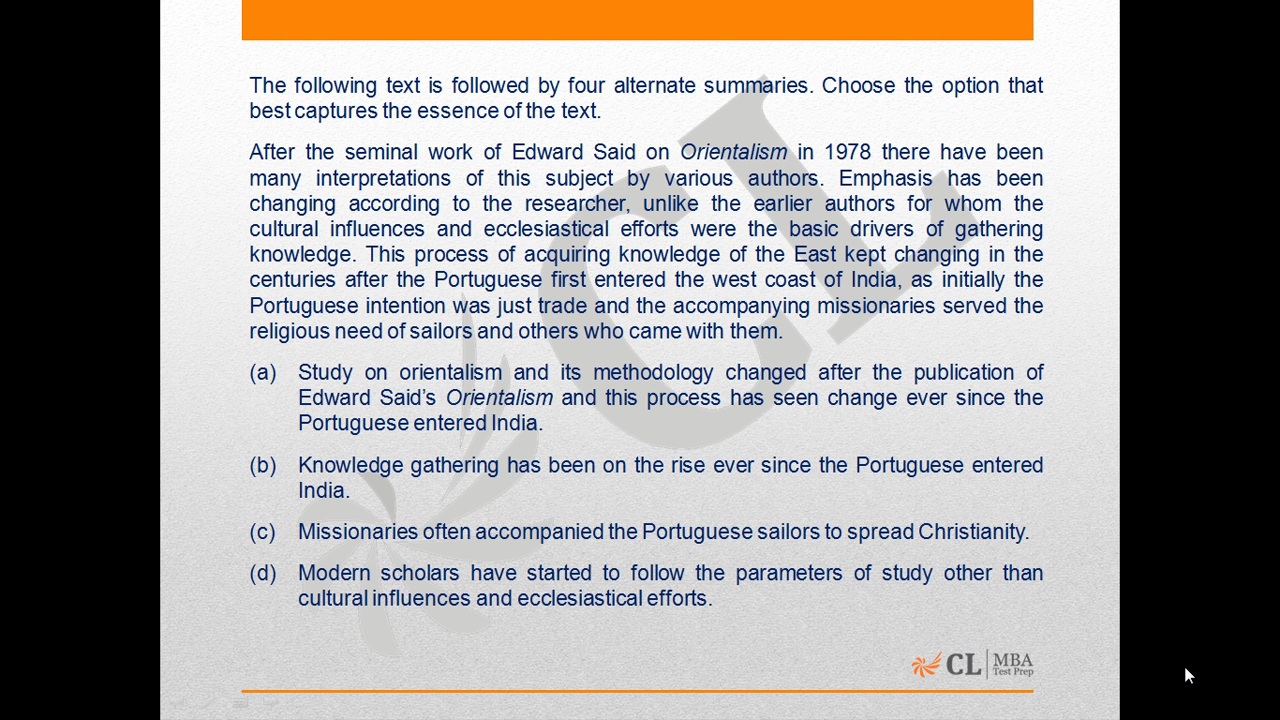 The following text is followed by four alternate summaries. Choose the option that
best captures the essence of the text.
After the seminal work of Edward Said on Orientalism in 1978 there have been
many interpretations of this subject by various authors. Emphasis has been
changing according to the researcher, unlike the earlier authors for whom the
cultural influences and ecclesiastical efforts were the basic drivers of gathering
knowledge. This process of acquiring knowledge of the East kept changing in the
centuries after the Portuguese first entered the west coast of India, as initially the
Portuguese intention was just trade and the accompanying missionaries served the
religious need of sailors and others who came with them.
(a) Study on orientalism and its methodology changed after the publication of
Edward Said's Orientalism and this process has seen change ever since the
Portuguese entered India.
(b) Knowledge gathering has been on the rise ever since the Portuguese entered
India.
(c) Missionaries often accompanied the Portuguese sailors to spread Christianity.
(d) Modern scholars have started to follow the parameters of study other than
cultural influences and ecclesiastical efforts.
CL
CL MBA
Test Prep